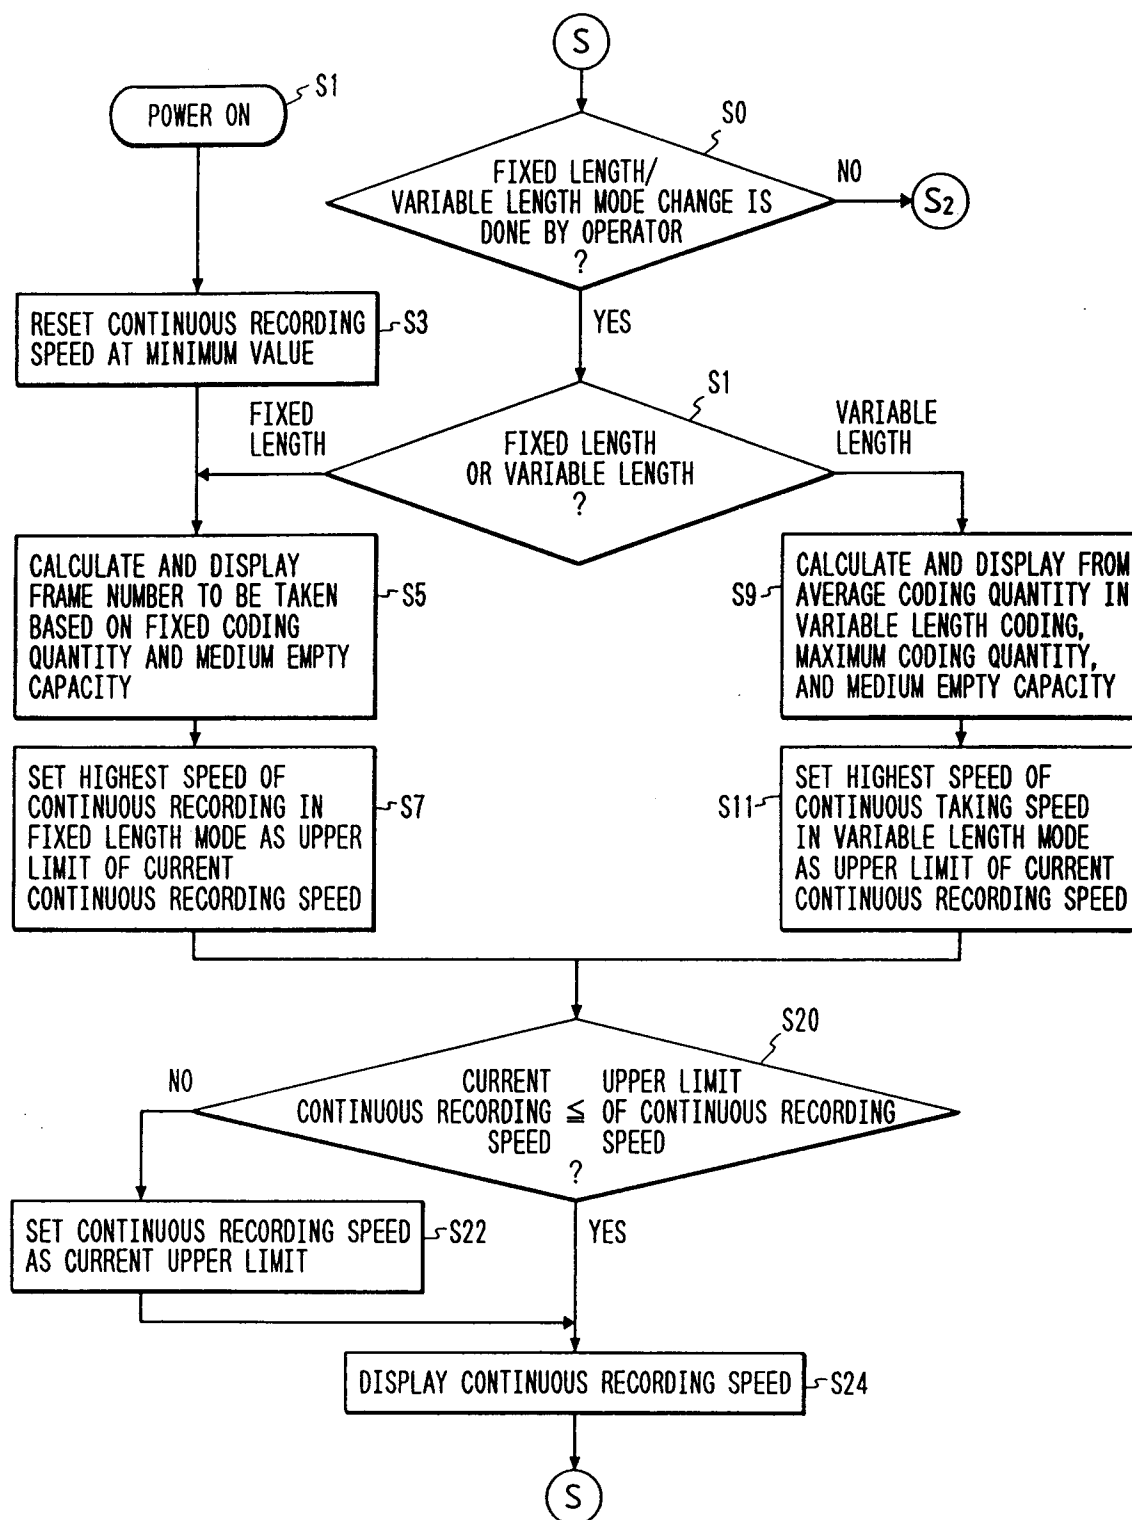 S
S1
POWER ON
S0
FIXED LENGTH/
VARIABLE LENGTH MODE CHANGE IS
DONE BY OPERATOR
?
NO
S2
YES
RESET CONTINUOUS RECORDING
SPEED AT MINIMUM VALUE
S3
S1
FIXED LENGTH
OR VARIABLE LENGTH
?
FIXED
LENGTH
VARIABLE
LENGTH
CALCULATE AND DISPLAY
FRAME NUMBER TO BE TAKEN
BASED ON FIXED CODING
QUANTITY AND MEDIUM EMPTY
CAPACITY
S5
S9
CALCULATE AND DISPLAY FROM
AVERAGE CODING QUANTITY IN
VARIABLE LENGTH CODING,
MAXIMUM CODING QUANTITY,
AND MEDIUM EMPTY CAPACITY
SET HIGHEST SPEED OF
CONTINUOUS RECORDING IN
FIXED LENGTH MODE AS UPPER
LIMIT OF CURRENT
CONTINUOUS RECORDING SPEED
S7
S11
SET HIGHEST SPEED OF
CONTINUOUS TAKING SPEED
IN VARIABLE LENGTH MODE
AS UPPER LIMIT OF CURRENT
CONTINUOUS RECORDING SPEED
S20
CURRENT UPPER LIMIT
CONTINUOUS RECORDING ≦ OF CONTINUOUS RECORDING
SPEED SPEED
?
NO
YES
SET CONTINUOUS RECORDING SPEED
AS CURRENT UPPER LIMIT
S22
DISPLAY CONTINUOUS RECORDING SPEED
S24
S